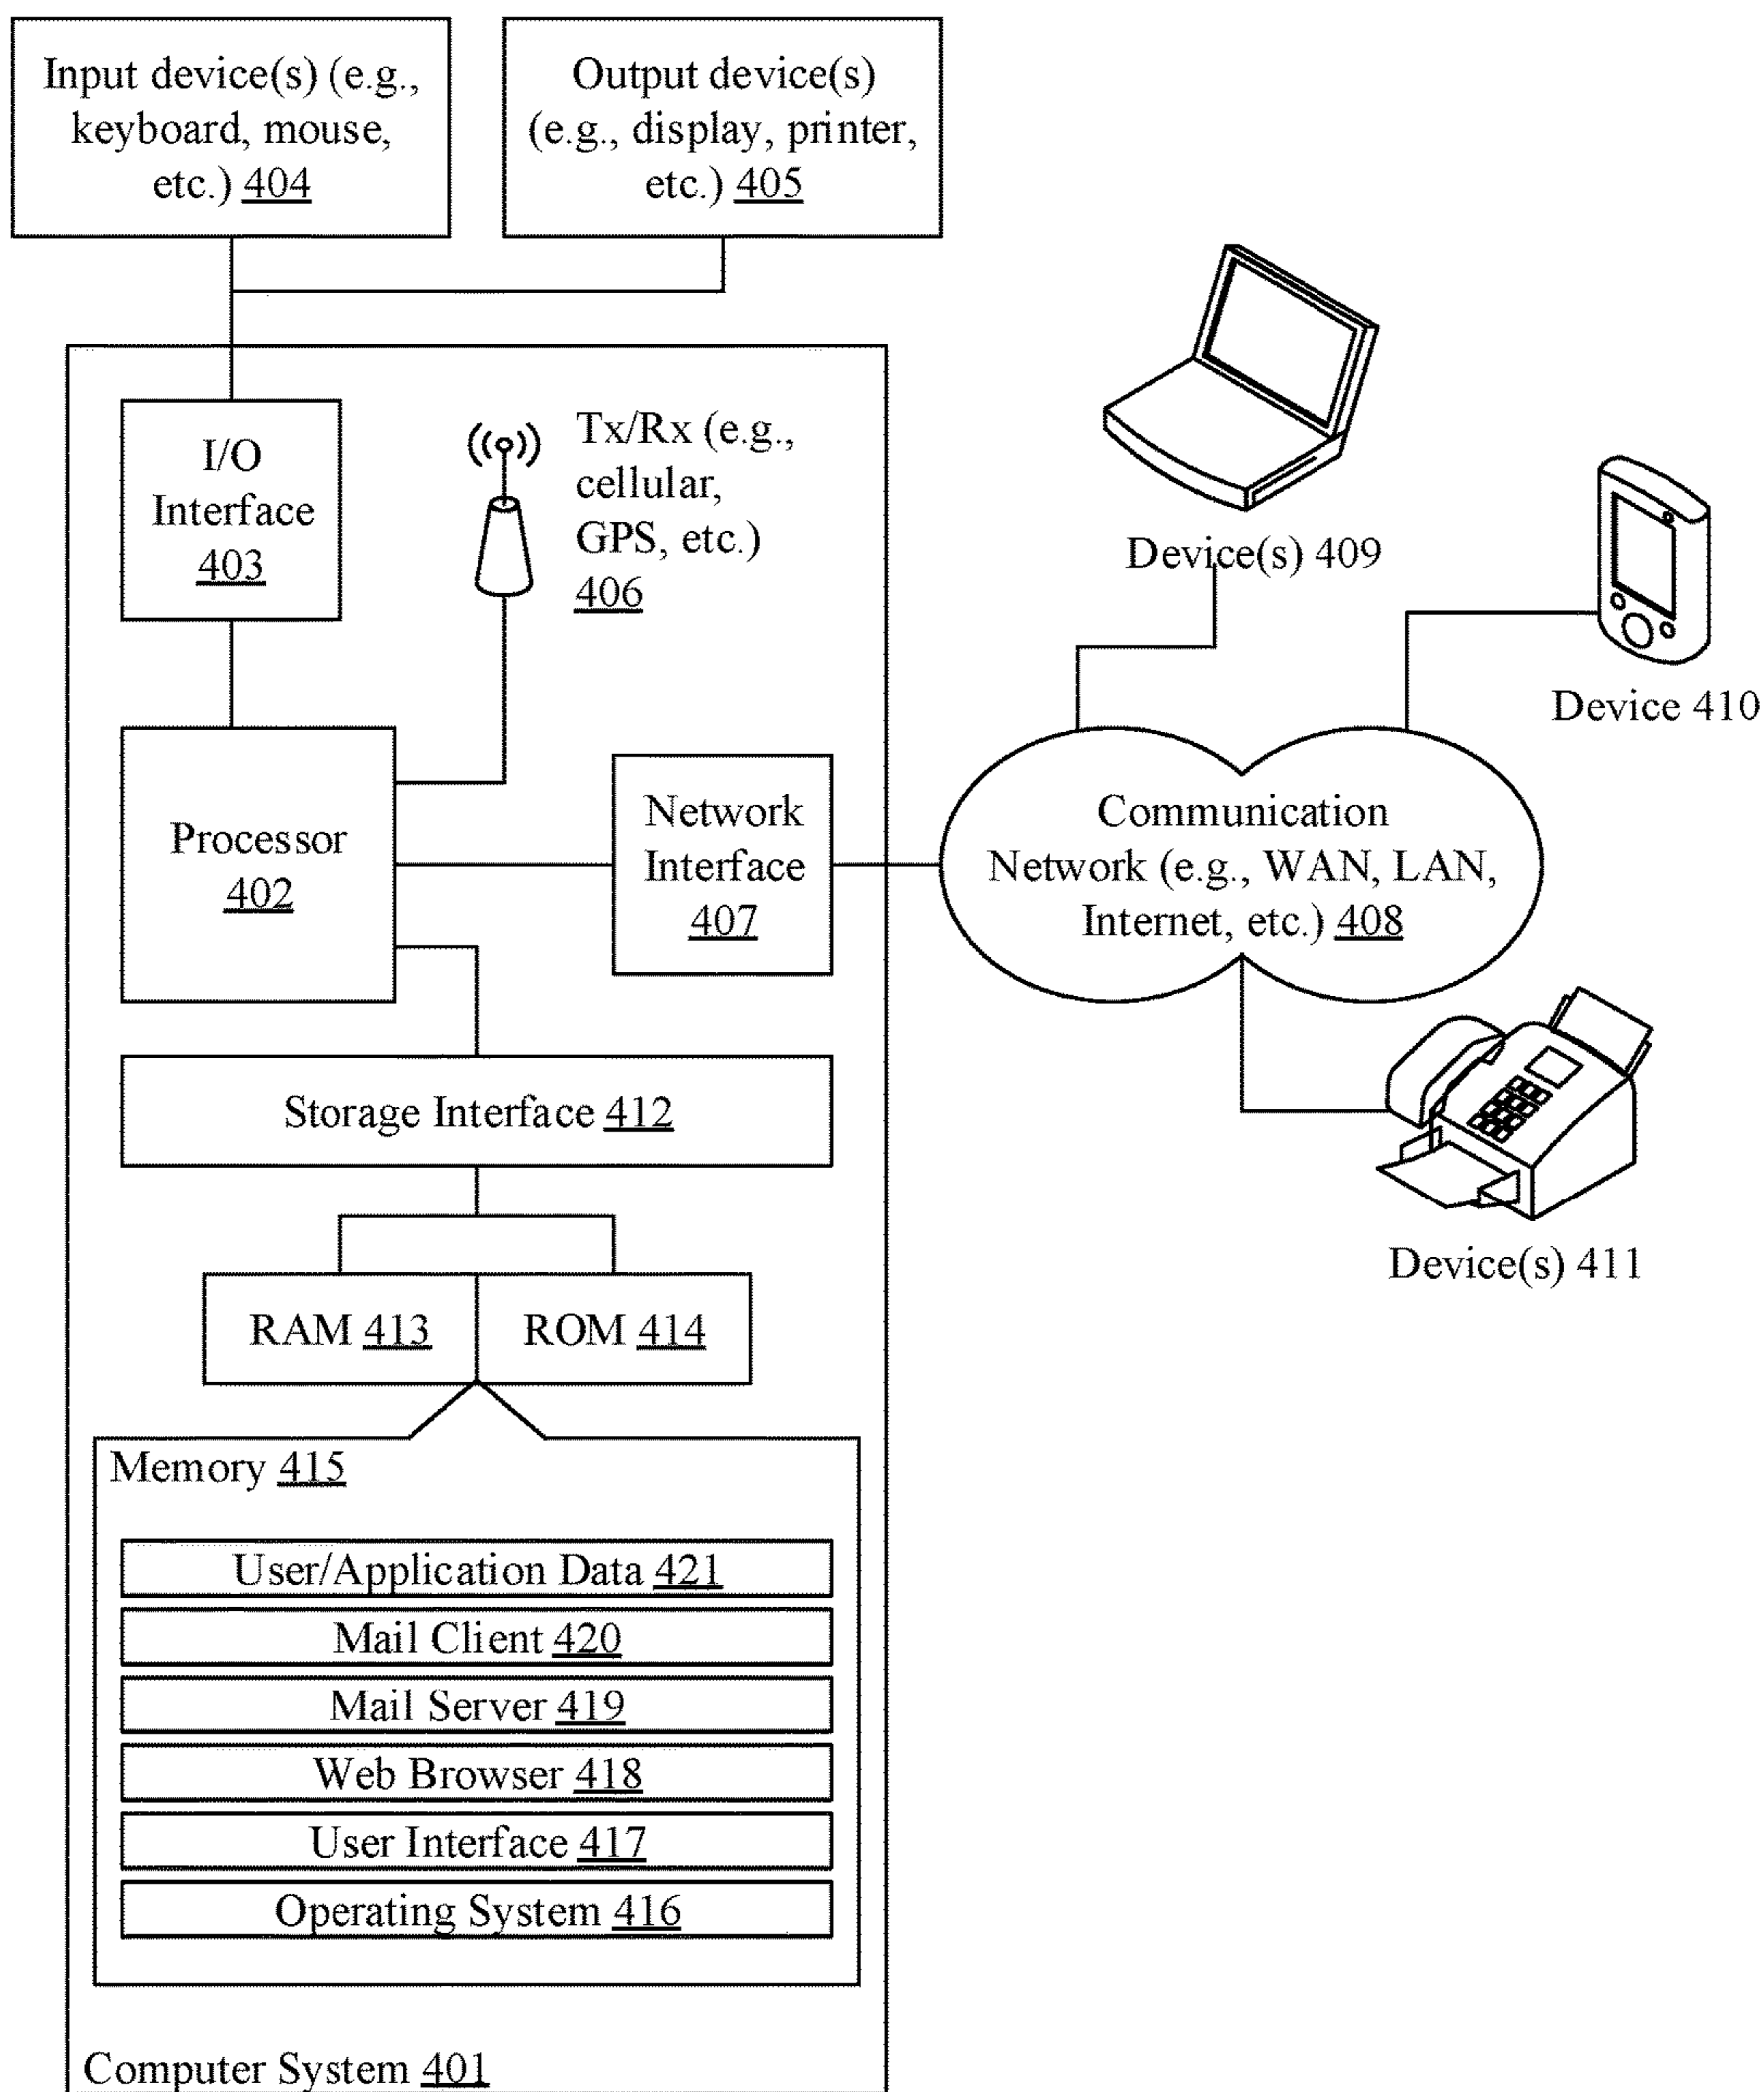 Input device(s) (e.g.,
keyboard, mouse,
etc.) 404
Output device(s)
(e.g., display, printer,
etc.) 405
I/O
Interface
403
Tx/Rx (e.g.,
cellular,
GPS, etc.)
406
Device(s) 409
Device 410
Processor
402
Network
Interface
407
Communication
Network (e.g., WAN, LAN,
Internet, etc.) 408
Storage Interface 412
Device(s) 411
RAM 413
ROM 414
Memory 415
User/Application Data 421
Mail Client 420
Mail Server 419
Web Browser 418
User Interface 417
Operating System 416
Computer System 401